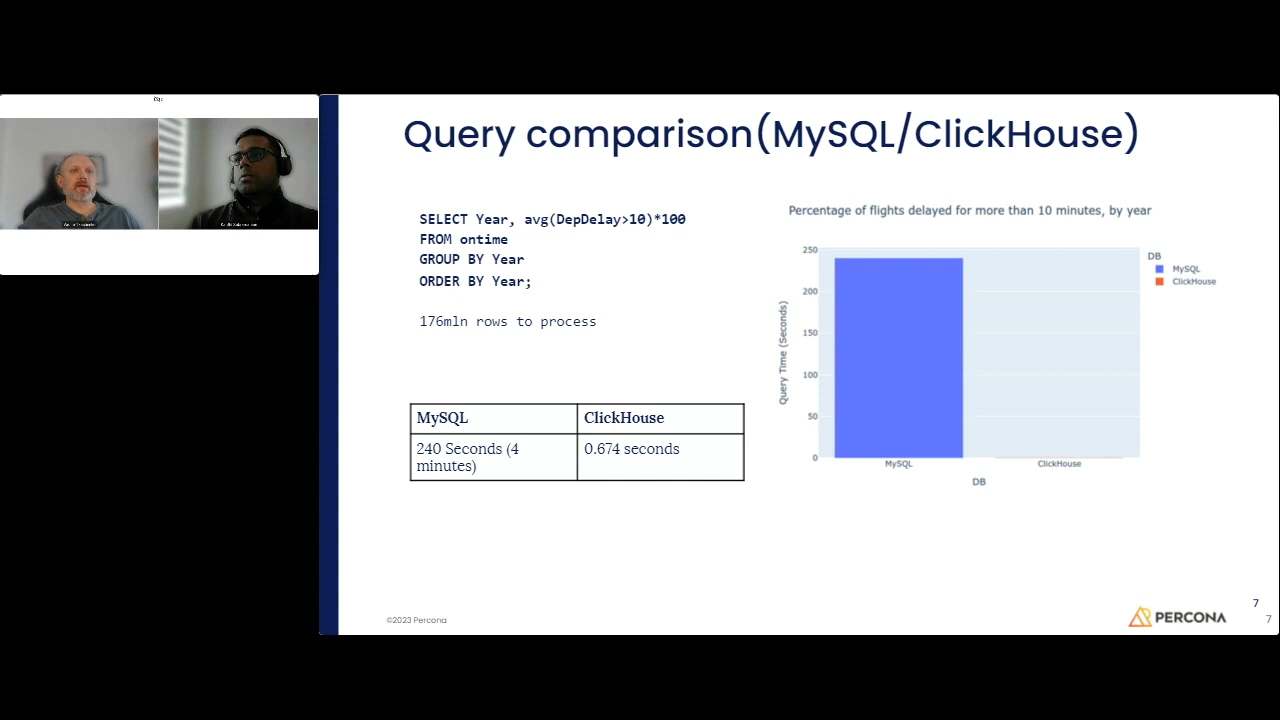 Query comparison(MySQL/ClickHouse)
SELECT Year, avg(DepDelay>10)*100
FROM ontime
GROUP BY Year
ORDER BY Year;
176mln rows to process
MySQL
ClickHouse
240 Seconds (4
minutes)
0.674 seconds
Percentage of flights delayed for more than 10 minutes, by year
Query Time (Seconds)
250
200
150
100
50
0
MySQL
ClickHouse
DB
DB
MySQL
ClickHouse
©2023 Percona
PERCONA
7
7